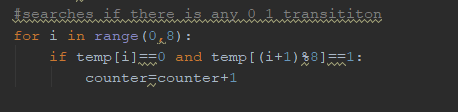 #searches if there is any 0 1 transititon
for i in range(0,8):
    if temp[i]==0 and temp[(i+1)%8]==1:
        counter=counter+1